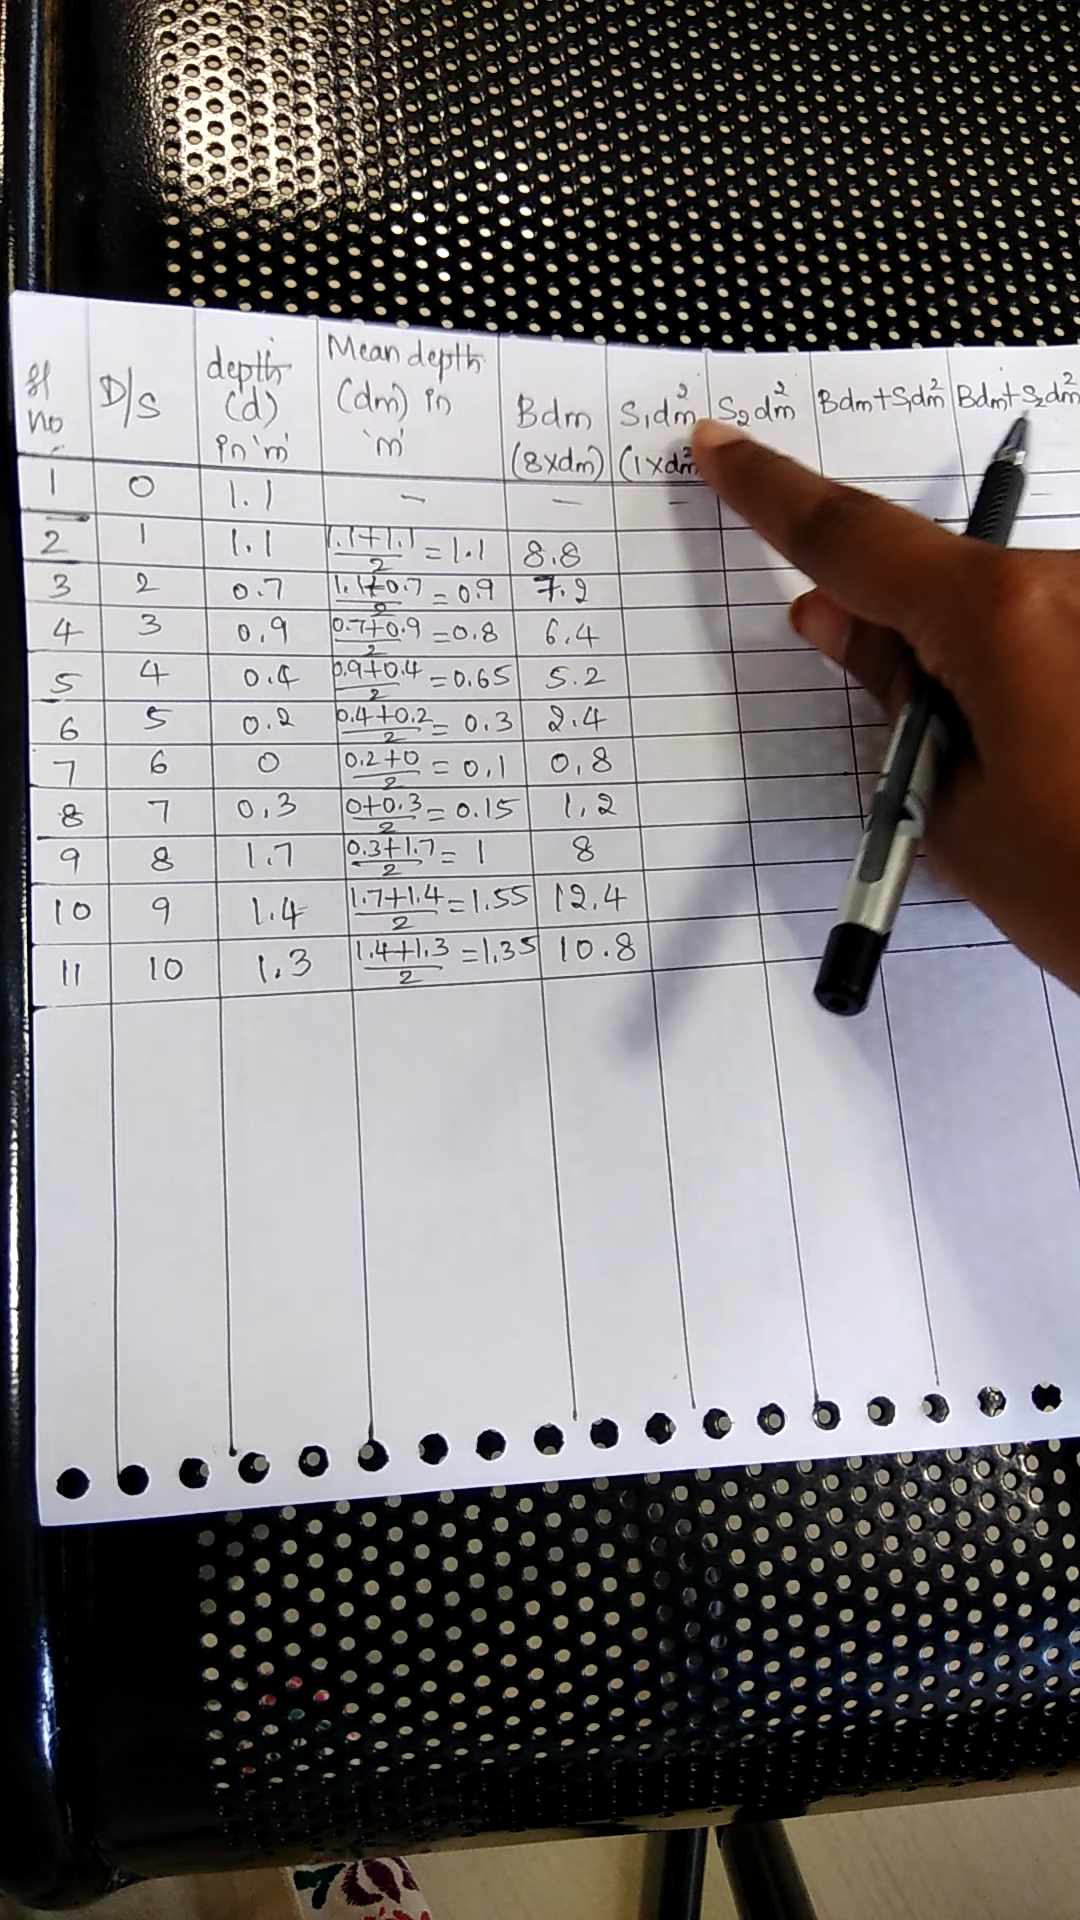 Sl no D/S depth (d) in 'm' Mean depth (dm) in 'm' Bdm (8xdm) S₁dm² (1xdm² S₂dm² Bdm+S₁dm² Bdm+S₂dm²
1 0 1.1 — — — — —
2 1 1.1 1.1+1.1/2 = 1.1 8.8
3 2 0.7 1.1+0.7/2 = 0.9 7.2
4 3 0.9 0.7+0.9/2 = 0.8 6.4
5 4 0.4 0.9+0.4/2 = 0.65 5.2
6 5 0.2 0.4+0.2/2 = 0.3 2.4
7 6 0 0.2+0/2 = 0.1 0.8
8 7 0.3 0+0.3/2 = 0.15 1.2
9 8 1.7 0.3+1.7/2 = 1 8
10 9 1.4 1.7+1.4/2 = 1.55 12.4
11 10 1.3 1.4+1.3/2 = 1.35 10.8